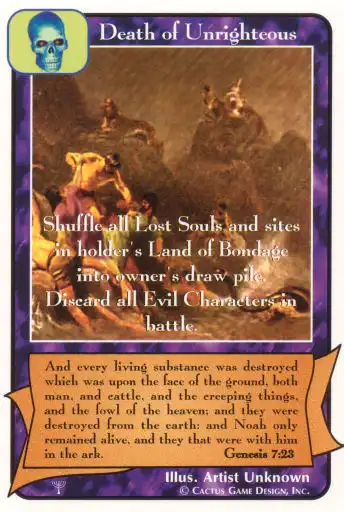 Death of Unrighteous
Shuffle all Lost Souls and sites
in holder's Land of Bondage
into owner's draw pile.
Discard all Evil Characters in
battle.
And every living substance was destroyed
which was upon the face of the ground, both
man, and cattle, and the creeping things,
and the fowl of the heaven; and they were
destroyed from the earth: and Noah only
remained alive, and they that were with him
in the ark. Genesis 7:23
Illus. Artist Unknown
© Cactus Game Design, Inc.